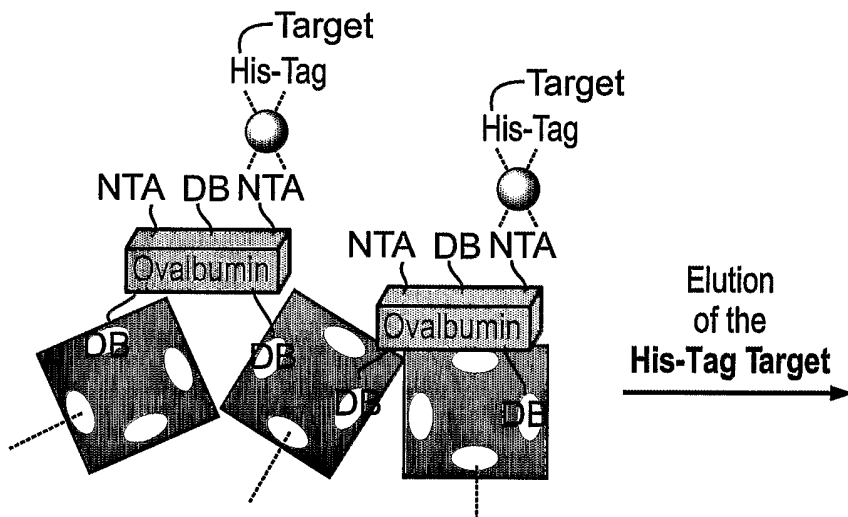 Target
His-Tag
Target
His-Tag
NTA DB NTA
NTA DB NTA
Ovalbumin
Ovalbumin
DB
DB
DB
DB
Elution
of the
His-Tag Target